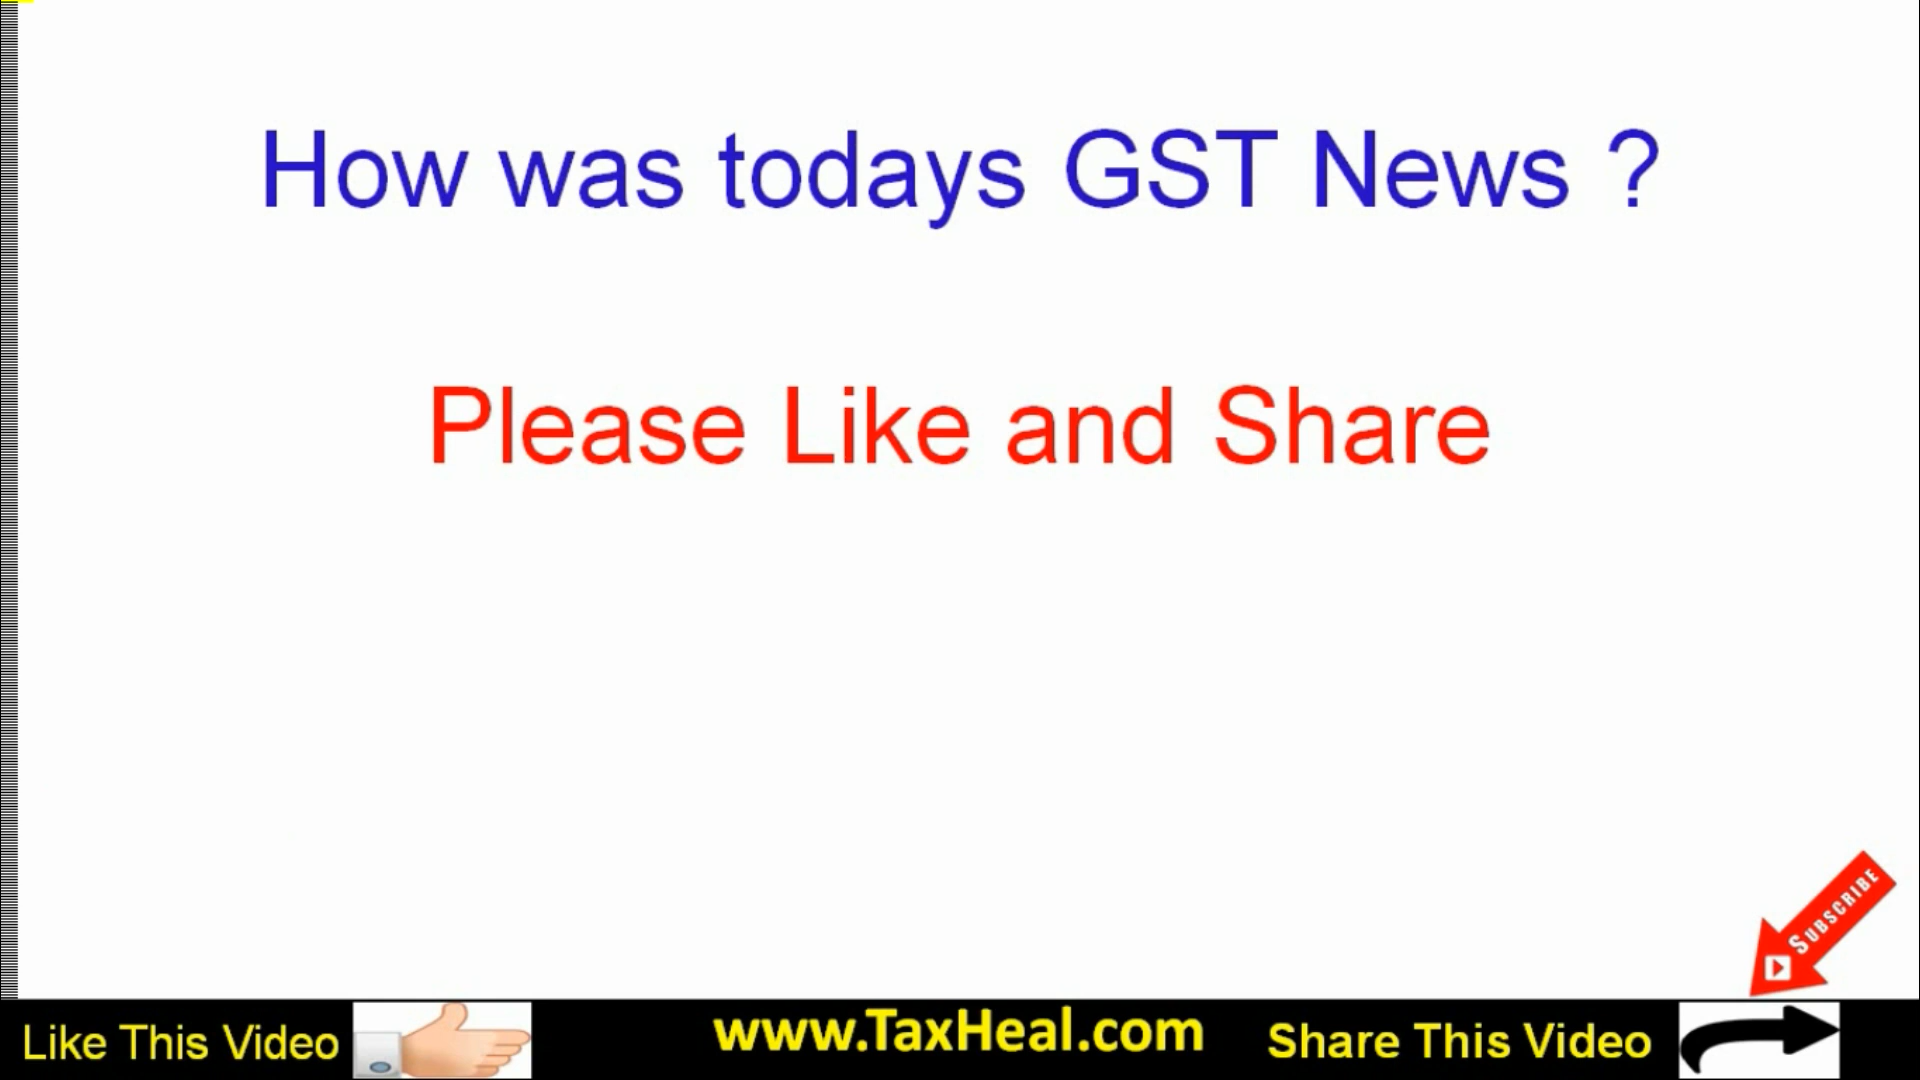 How was todays GST News ?
Please Like and Share
SUBSCRIBE
Like This Video
www.TaxHeal.com
Share This Video